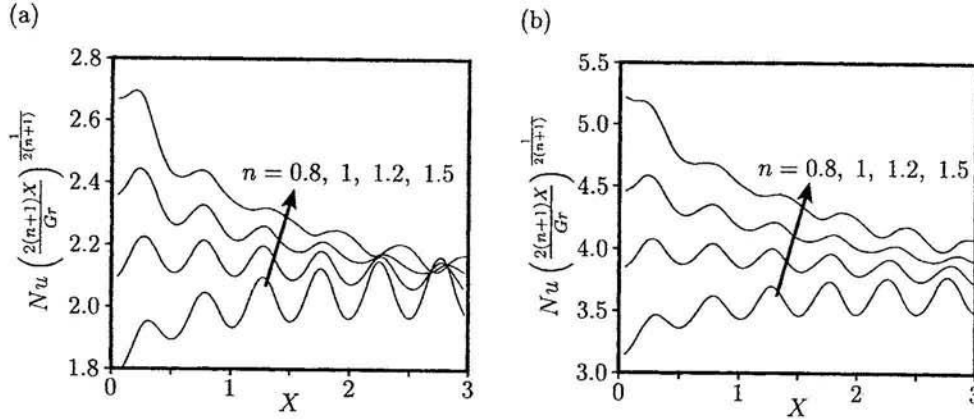 (a)
2.8
2.6
2.4
2.2
2.0
1.8
0
1
2
3
X
Nu (2(n+1)X/Gr)^{1/2(n+1)}
n = 0.8, 1, 1.2, 1.5
(b)
5.5
5.0
4.5
4.0
3.5
3.0
0
1
2
3
X
Nu (2(n+1)X/Gr)^{1/2(n+1)}
n = 0.8, 1, 1.2, 1.5